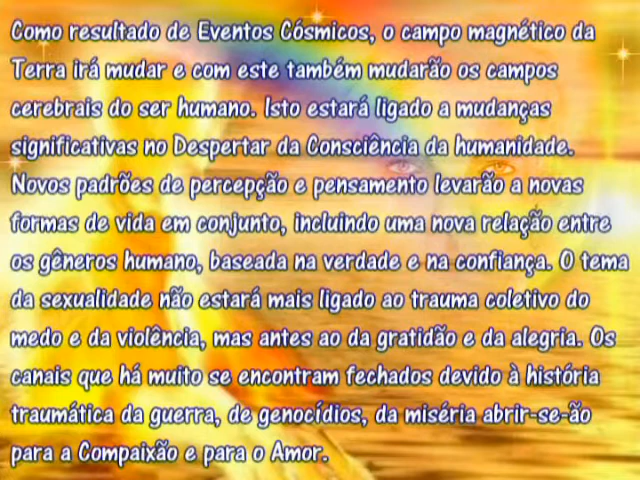 Como resultado de Eventos Cósmicos, o campo magnético da
Terra irá mudar e com este também mudarão os campos
cerebrais do ser humano. Isto estará ligado a mudanças
significativas no Despertar da Consciência da humanidade.
Novos padrões de percepção e pensamento levarão a novas
formas de vida em conjunto, incluindo uma nova relação entre
os gêneros humano, baseada na verdade e na confiança. O tema
da sexualidade não estará mais ligado ao trauma coletivo do
medo e da violência, mas antes ao da gratidão e da alegria. Os
canais que há muito se encontram fechados devido à história
traumática da guerra, de genocídios, da miséria abrir-se-ão
para a Compaixão e para o Amor.